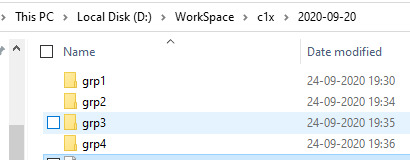 This PC > Local Disk (D:) > WorkSpace > c1x > 2020-09-20
Name Date modified
grp1 24-09-2020 19:30
grp2 24-09-2020 19:34
grp3 24-09-2020 19:35
grp4 24-09-2020 19:36